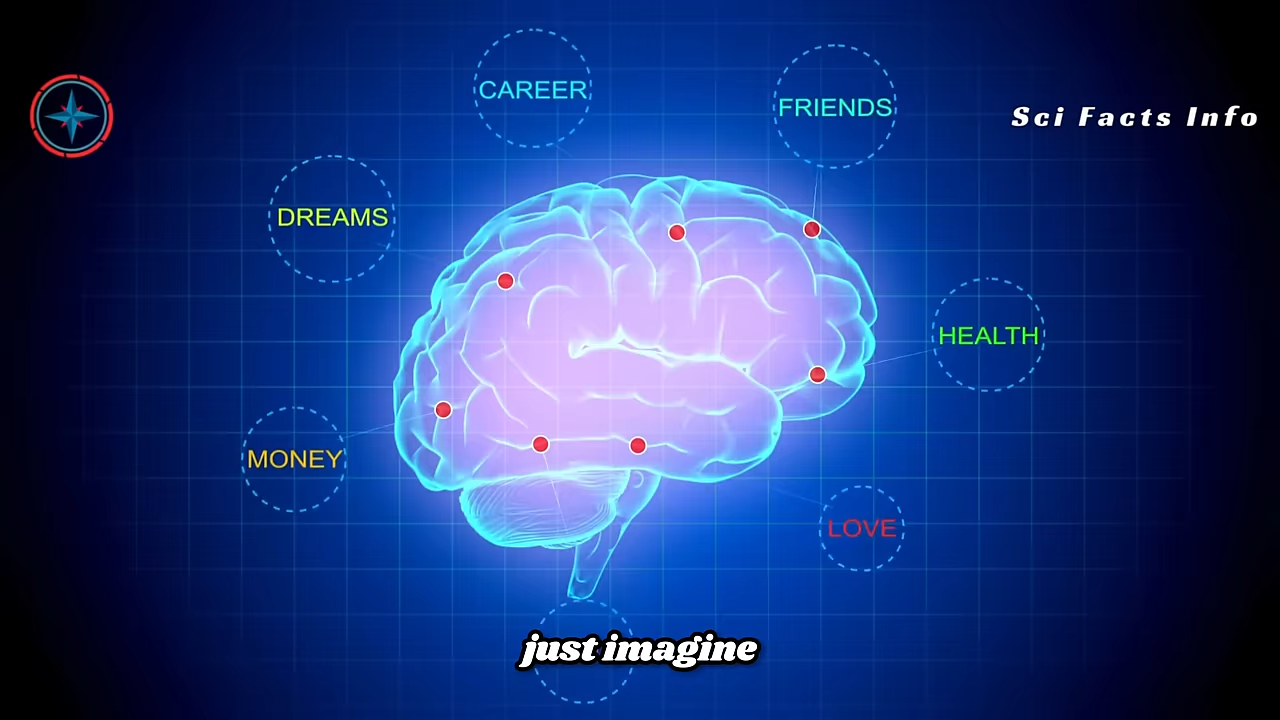 CAREER
FRIENDS
Sci Facts Info
DREAMS
HEALTH
MONEY
LOVE
just imagine